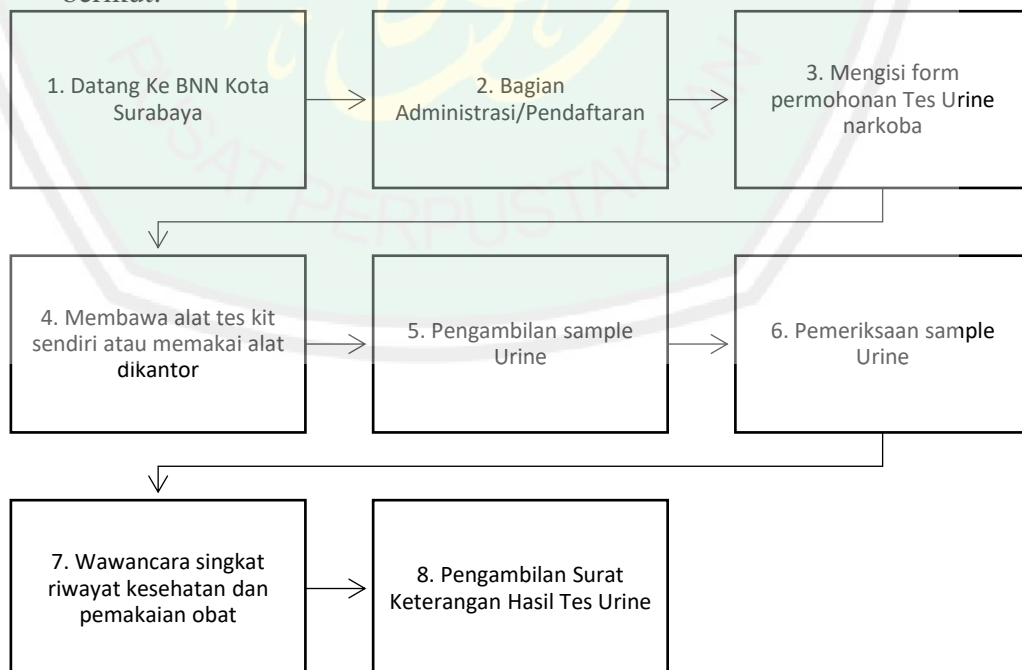 berikut:
1. Datang Ke BNN Kota
Surabaya
2. Bagian
Administrasi/Pendaftaran
3. Mengisi form
permohonan Tes Urine
narkoba
4. Membawa alat tes kit
sendiri atau memakai alat
dikantor
5. Pengambilan sample
Urine
6. Pemeriksaan sample
Urine
7. Wawancara singkat
riwayat kesehatan dan
pemakaian obat
8. Pengambilan Surat
Keterangan Hasil Tes Urine
PUSAT PERPUSTAKAAN